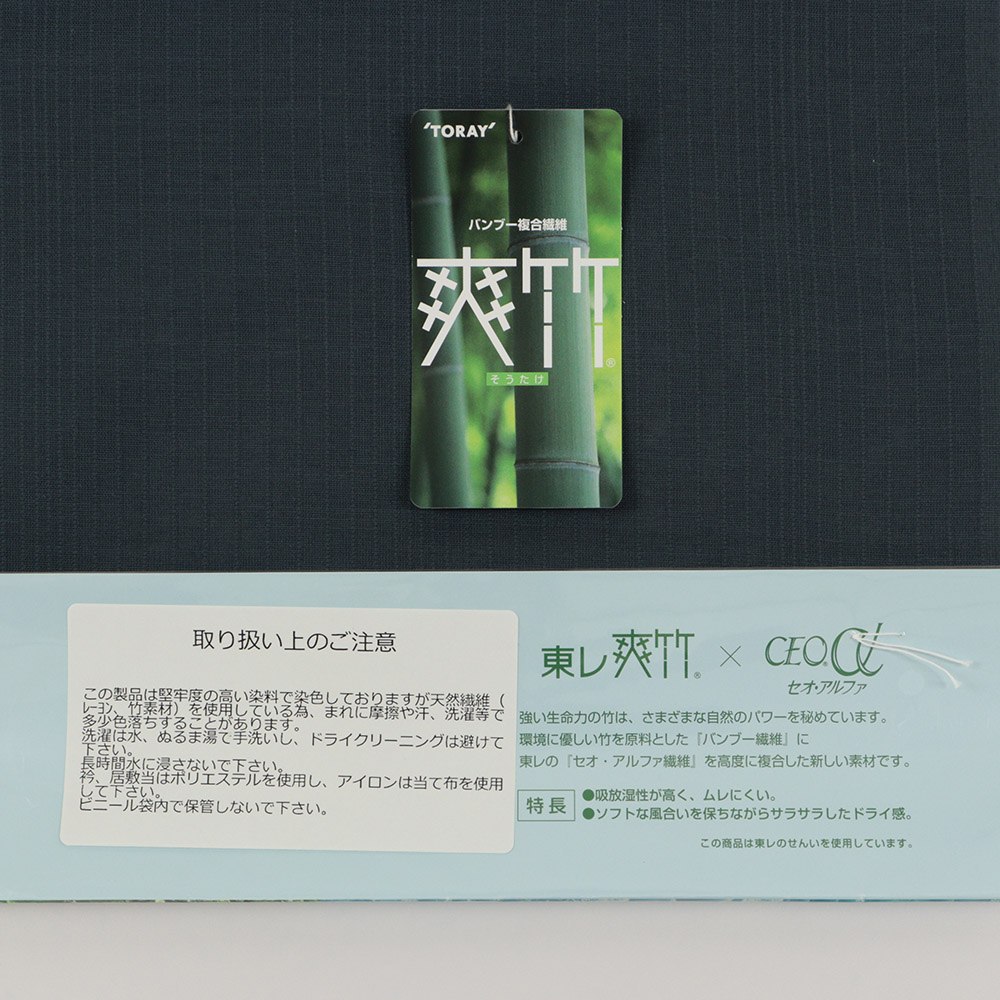 'TORAY'
バンブー複合繊維
爽竹®
そうたけ
取り扱い上のご注意
この製品は堅牢度の高い染料で染色しておりますが天然繊維（
ﾚｰﾖﾝ、竹素材）を使用している為、まれに摩擦や汗、洗濯等で
多少色落ちすることがあります。
洗濯は水、ぬるま湯で手洗いし、ドライクリーニングは避けて
下さい。
長時間水に浸さないで下さい。
衿、居敷当はポリエステルを使用し、アイロンは当て布を使用
して下さい。
ビニール袋内で保管しないで下さい。
東レ爽竹® × CEO®α
セオ・アルファ
強い生命力の竹は、さまざまな自然のパワーを秘めています。
環境に優しい竹を原料とした『バンブー繊維』に
東レの『セオ・アルファ繊維』を高度に複合した新しい素材です。
特長
●吸放湿性が高く、ムレにくい。
●ソフトな風合いを保ちながらサラサラしたドライ感。
この商品は東レのせんいを使用しています。